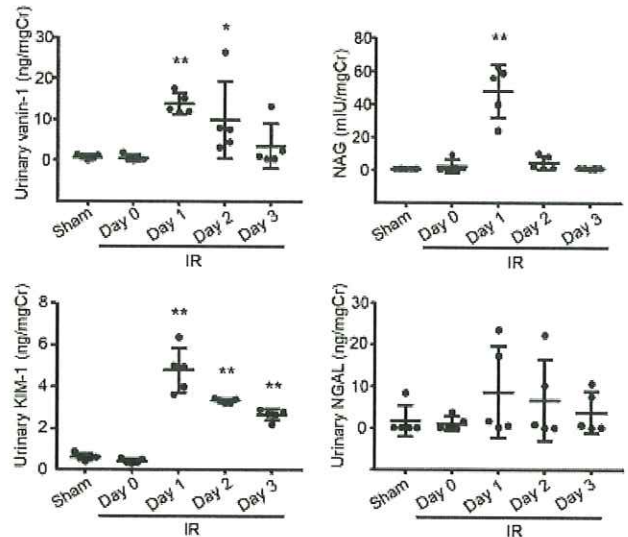 Urinary vanin-1 (ng/mgCr)
30
20
10
0
**
*
Sham
Day 0
Day 1
Day 2
Day 3
IR
NAG (mIU/mgCr)
80
60
40
20
0
**
Sham
Day 0
Day 1
Day 2
Day 3
IR
Urinary KIM-1 (ng/mgCr)
8
6
4
2
0
**
**
**
Sham
Day 0
Day 1
Day 2
Day 3
IR
Urinary NGAL (ng/mgCr)
30
20
10
0
Sham
Day 0
Day 1
Day 2
Day 3
IR